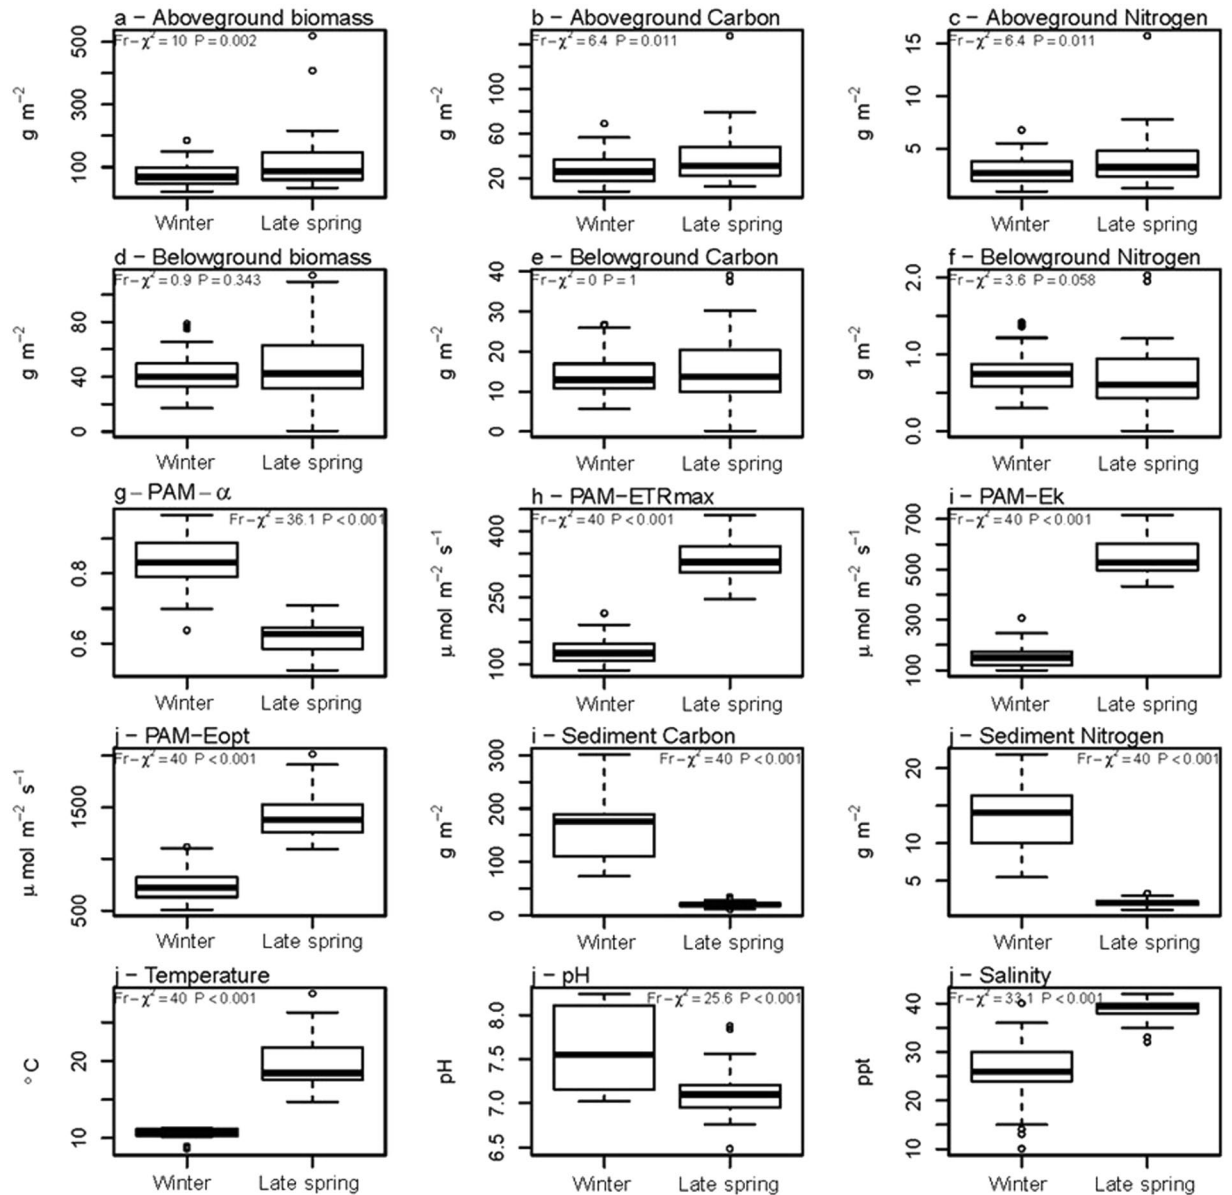 a − Aboveground biomass
Fr−χ² = 10 P = 0.002
g m⁻²
500
300
100
Winter
Late spring
b − Aboveground Carbon
Fr−χ² = 6.4 P = 0.011
g m⁻²
100
60
20
Winter
Late spring
c − Aboveground Nitrogen
Fr−χ² = 6.4 P = 0.011
g m⁻²
15
10
5
Winter
Late spring
d − Belowground biomass
Fr−χ² = 0.9 P = 0.343
g m⁻²
80
40
0
Winter
Late spring
e − Belowground Carbon
Fr−χ² = 0 P = 1
g m⁻²
40
30
20
10
0
Winter
Late spring
f − Belowground Nitrogen
Fr−χ² = 3.6 P = 0.058
g m⁻²
2.0
1.0
0.0
Winter
Late spring
g − PAM − α
Fr−χ² = 36.1 P < 0.001
0.8
0.6
Winter
Late spring
h − PAM−ETRmax
Fr−χ² = 40 P < 0.001
μ mol m⁻² s⁻¹
400
250
100
Winter
Late spring
i − PAM−Ek
Fr−χ² = 40 P < 0.001
μ mol m⁻² s⁻¹
700
500
300
100
Winter
Late spring
j − PAM−Eopt
Fr−χ² = 40 P < 0.001
μ mol m⁻² s⁻¹
1500
500
Winter
Late spring
i − Sediment Carbon
Fr−χ² = 40 P < 0.001
g m⁻²
300
200
100
0
Winter
Late spring
j − Sediment Nitrogen
Fr−χ² = 40 P < 0.001
g m⁻²
20
10
5
Winter
Late spring
j − Temperature
Fr−χ² = 40 P < 0.001
°C
20
10
Winter
Late spring
j − pH
Fr−χ² = 25.6 P < 0.001
pH
8.0
7.5
7.0
6.5
Winter
Late spring
j − Salinity
Fr−χ² = 33.1 P < 0.001
ppt
40
30
20
10
Winter
Late spring